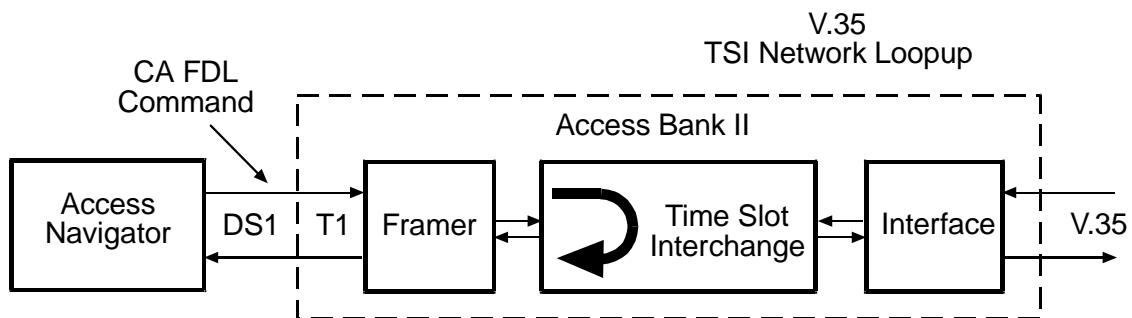 V.35
TSI Network Loopup
CA FDL
Command
Access Bank II
Access
Navigator
DS1
T1
Framer
Time Slot
Interchange
Interface
V.35